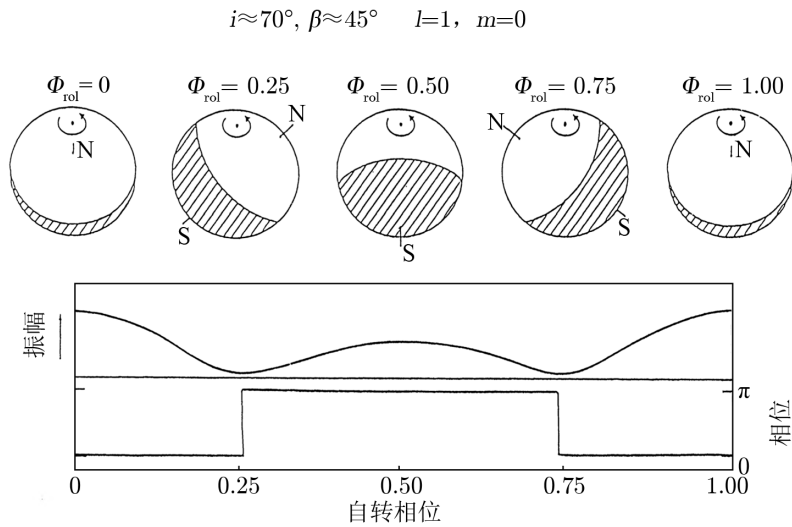 i≈70°, β≈45° l=1, m=0
Φrol= 0 Φrol= 0.25 Φrol= 0.50 Φrol= 0.75 Φrol= 1.00
N N N N
S S S
振幅
π
0
相位
0 0.25 0.50 0.75 1.00
自转相位